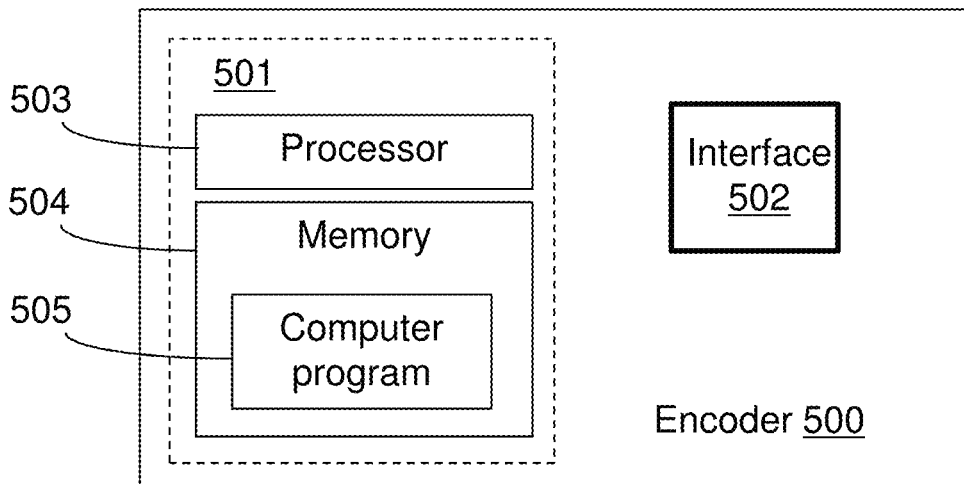 501
503
Processor
Interface
502
504
Memory
505
Computer
program
Encoder 500